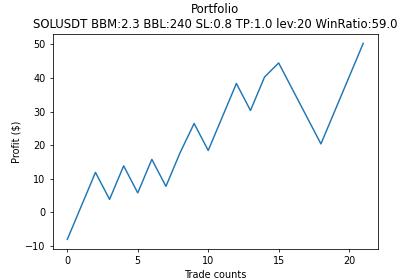 Portfolio
SOLUSDT BBM:2.3 BBL:240 SL:0.8 TP:1.0 lev:20 WinRatio:59.0
50
40
30
20
10
0
−10
Profit ($)
0 5 10 15 20
Trade counts